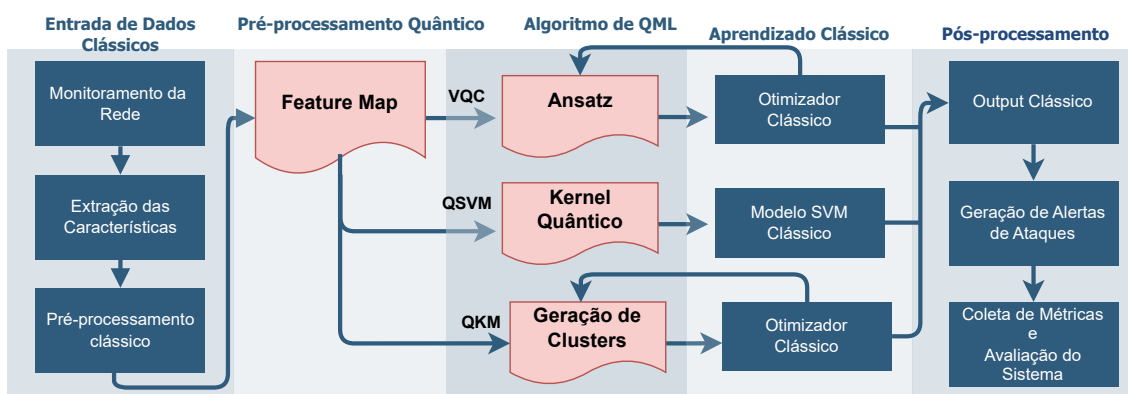 Entrada de Dados
Clássicos
Monitoramento da
Rede
Extração das
Características
Pré-processamento
clássico
Pré-processamento Quântico
Feature Map
Algoritmo de QML
VQC
Ansatz
QSVM
Kernel
Quântico
QKM
Geração de
Clusters
Aprendizado Clássico
Otimizador
Clássico
Modelo SVM
Clássico
Otimizador
Clássico
Pós-processamento
Output Clássico
Geração de Alertas
de Ataques
Coleta de Métricas
e
Avaliação do
Sistema